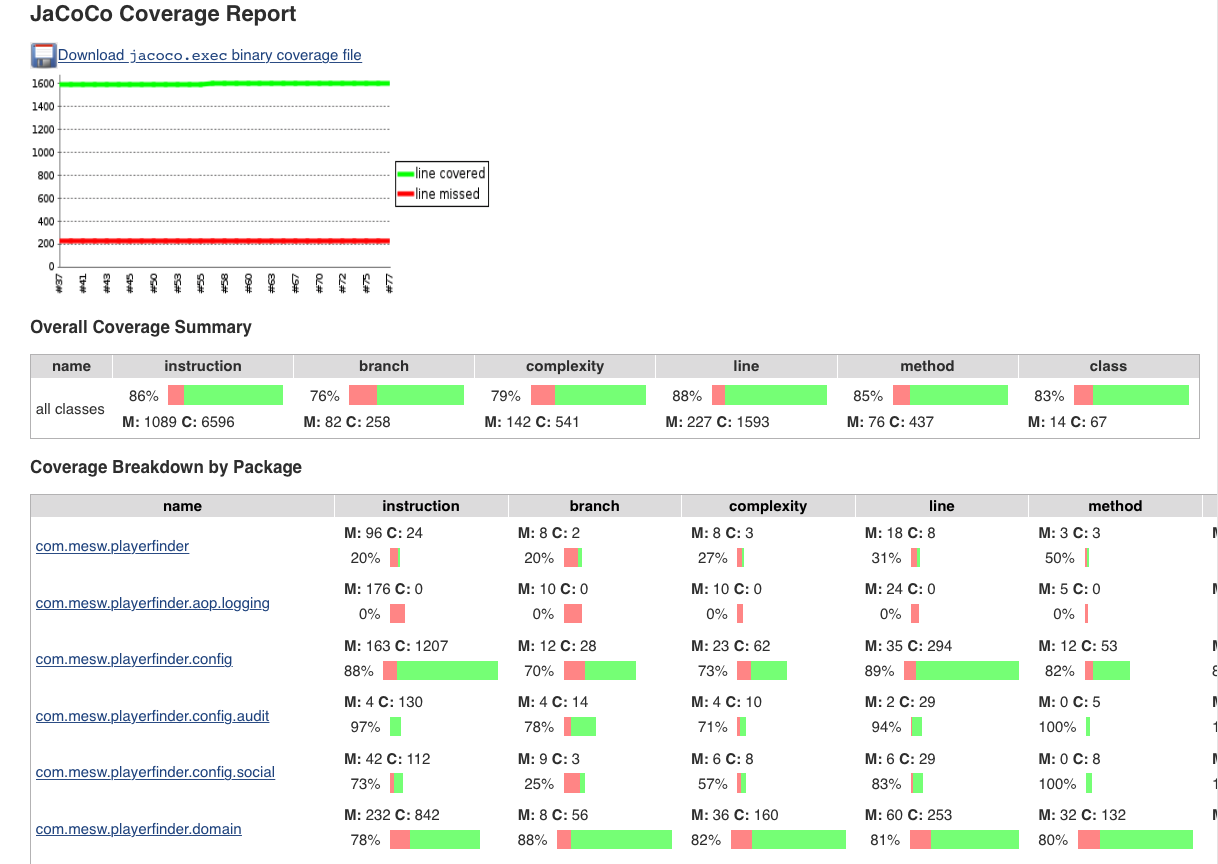 JaCoCo Coverage Report
Download jacoco.exec binary coverage file
1600
1400
1200
1000
800
600
400
200
0
#37 #41 #43 #45 #50 #53 #55 #58 #60 #63 #67 #70 #72 #75 #77
line covered
line missed
Overall Coverage Summary
name instruction branch complexity line method class
all classes
86% 76% 79% 88% 85% 83%
M: 1089 C: 6596 M: 82 C: 258 M: 142 C: 541 M: 227 C: 1593 M: 76 C: 437 M: 14 C: 67
Coverage Breakdown by Package
name instruction branch complexity line method
com.mesw.playerfinder
M: 96 C: 24 M: 8 C: 2 M: 8 C: 3 M: 18 C: 8 M: 3 C: 3
20% 20% 27% 31% 50%
com.mesw.playerfinder.aop.logging
M: 176 C: 0 M: 10 C: 0 M: 10 C: 0 M: 24 C: 0 M: 5 C: 0
0% 0% 0% 0% 0%
com.mesw.playerfinder.config
M: 163 C: 1207 M: 12 C: 28 M: 23 C: 62 M: 35 C: 294 M: 12 C: 53
88% 70% 73% 89% 82%
com.mesw.playerfinder.config.audit
M: 4 C: 130 M: 4 C: 14 M: 4 C: 10 M: 2 C: 29 M: 0 C: 5
97% 78% 71% 94% 100%
com.mesw.playerfinder.config.social
M: 42 C: 112 M: 9 C: 3 M: 6 C: 8 M: 6 C: 29 M: 0 C: 8
73% 25% 57% 83% 100%
com.mesw.playerfinder.domain
M: 232 C: 842 M: 8 C: 56 M: 36 C: 160 M: 60 C: 253 M: 32 C: 132
78% 88% 82% 81% 80%